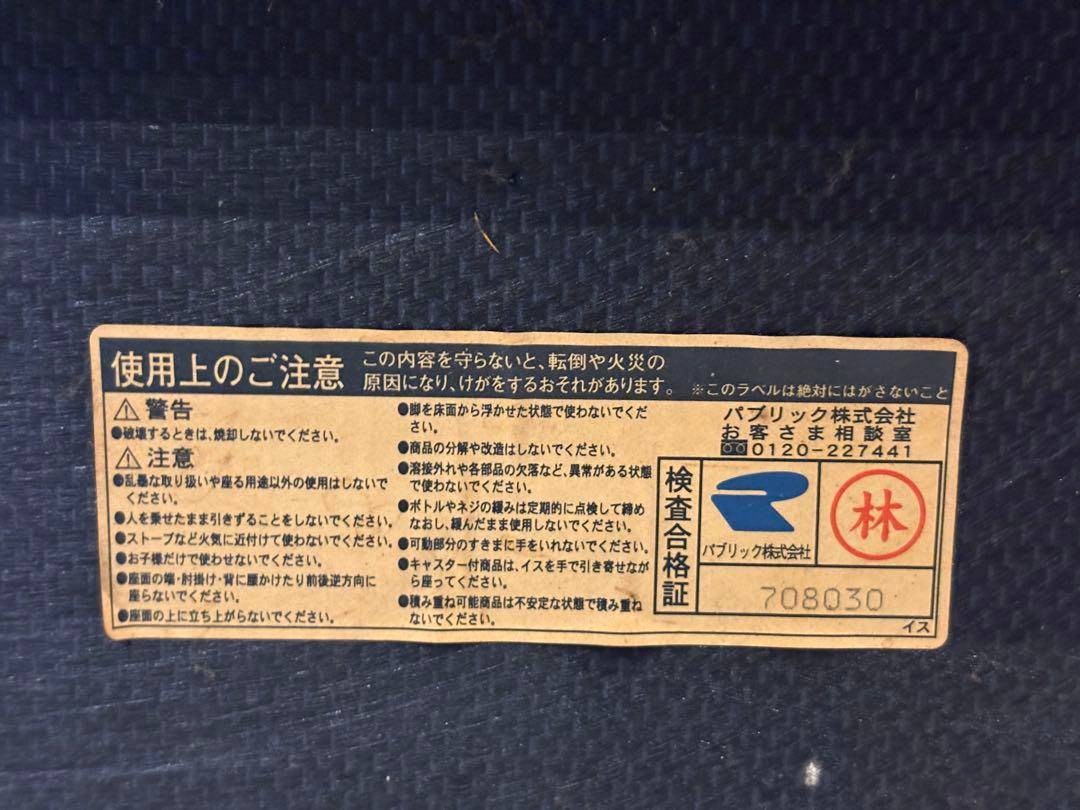 使用上のご注意
この内容を守らないと、転倒や火災の
原因になり、けがをするおそれがあります。
※このラベルは絶対にはがさないこと
⚠ 警告
●破壊するときは、焼却しないでください。
⚠ 注意
●乱暴な取り扱いや座る用途以外の使用はしないで
ください。
●人を乗せたまま引きずることをしないでください。
●ストーブなど火気に近付けて使わないでください。
●お子様だけで使わせないでください。
●座面の端・肘掛け・背に腰かけたり前後逆方向に
座らないでください。
●座面の上に立ち上がらないでください。
●脚を床面から浮かせた状態で使わないでくだ
さい。
●商品の分解や改造はしないでください。
●溶接外れや各部品の欠落など、異常がある状態
で使わないでください。
●ボトルやネジの緩みは定期的に点検して締め
なおし、緩んだまま使用しないでください。
●可動部分のすきまに手をいれないでください。
●キャスター付商品は、イスを手で引き寄せなが
ら座ってください。
●積み重ね可能商品は不安定な状態で積み重ね
ないでください。
パブリック株式会社
お客さま相談室
0120-227441
検査合格証
パブリック株式会社
林
708030
イス